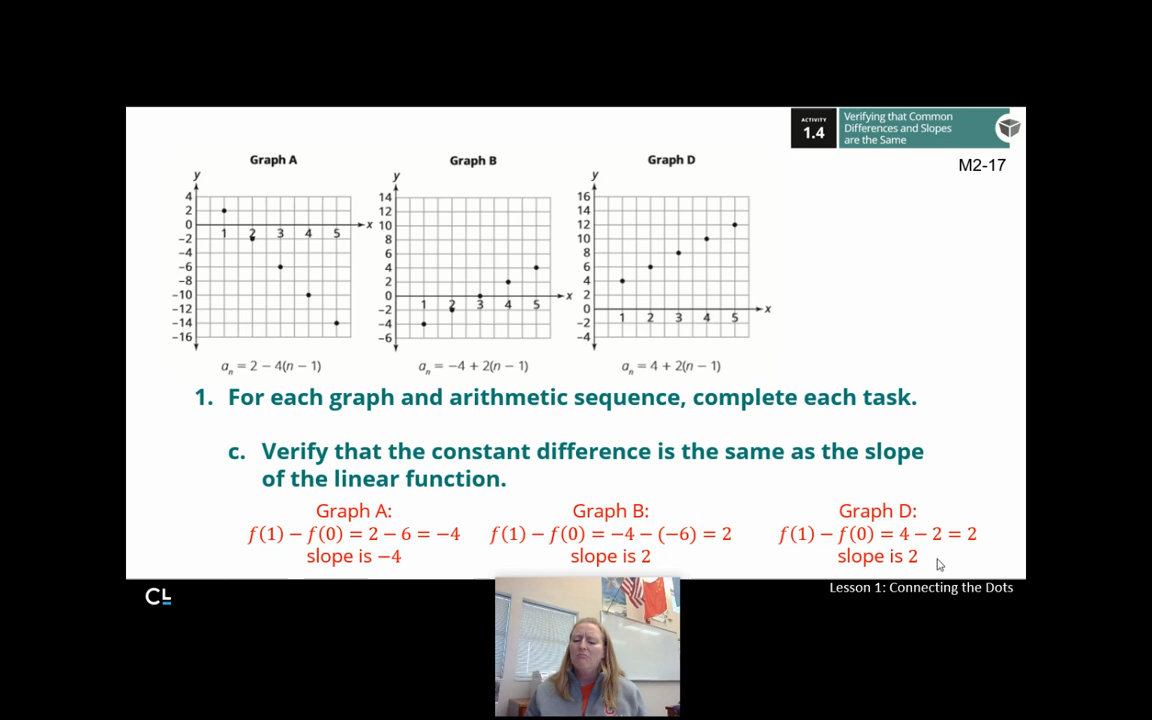 ACTIVITY
1.4
Verifying that Common
Differences and Slopes
are the Same
M2-17
Graph A
y
4
2
0
−2
−4
−6
−8
−10
−12
−14
−16
1 2 3 4 5
x
a_n = 2 − 4(n − 1)
Graph B
y
14
12
10
8
6
4
2
0
−2
−4
−6
1 2 3 4 5
x
a_n = −4 + 2(n − 1)
Graph D
y
16
14
12
10
8
6
4
2
0
−2
−4
1 2 3 4 5
x
a_n = 4 + 2(n − 1)
1. For each graph and arithmetic sequence, complete each task.
c. Verify that the constant difference is the same as the slope
of the linear function.
Graph A:
f(1) − f(0) = 2 − 6 = −4
slope is −4
Graph B:
f(1) − f(0) = −4 − (−6) = 2
slope is 2
Graph D:
f(1) − f(0) = 4 − 2 = 2
slope is 2
CL
Lesson 1: Connecting the Dots